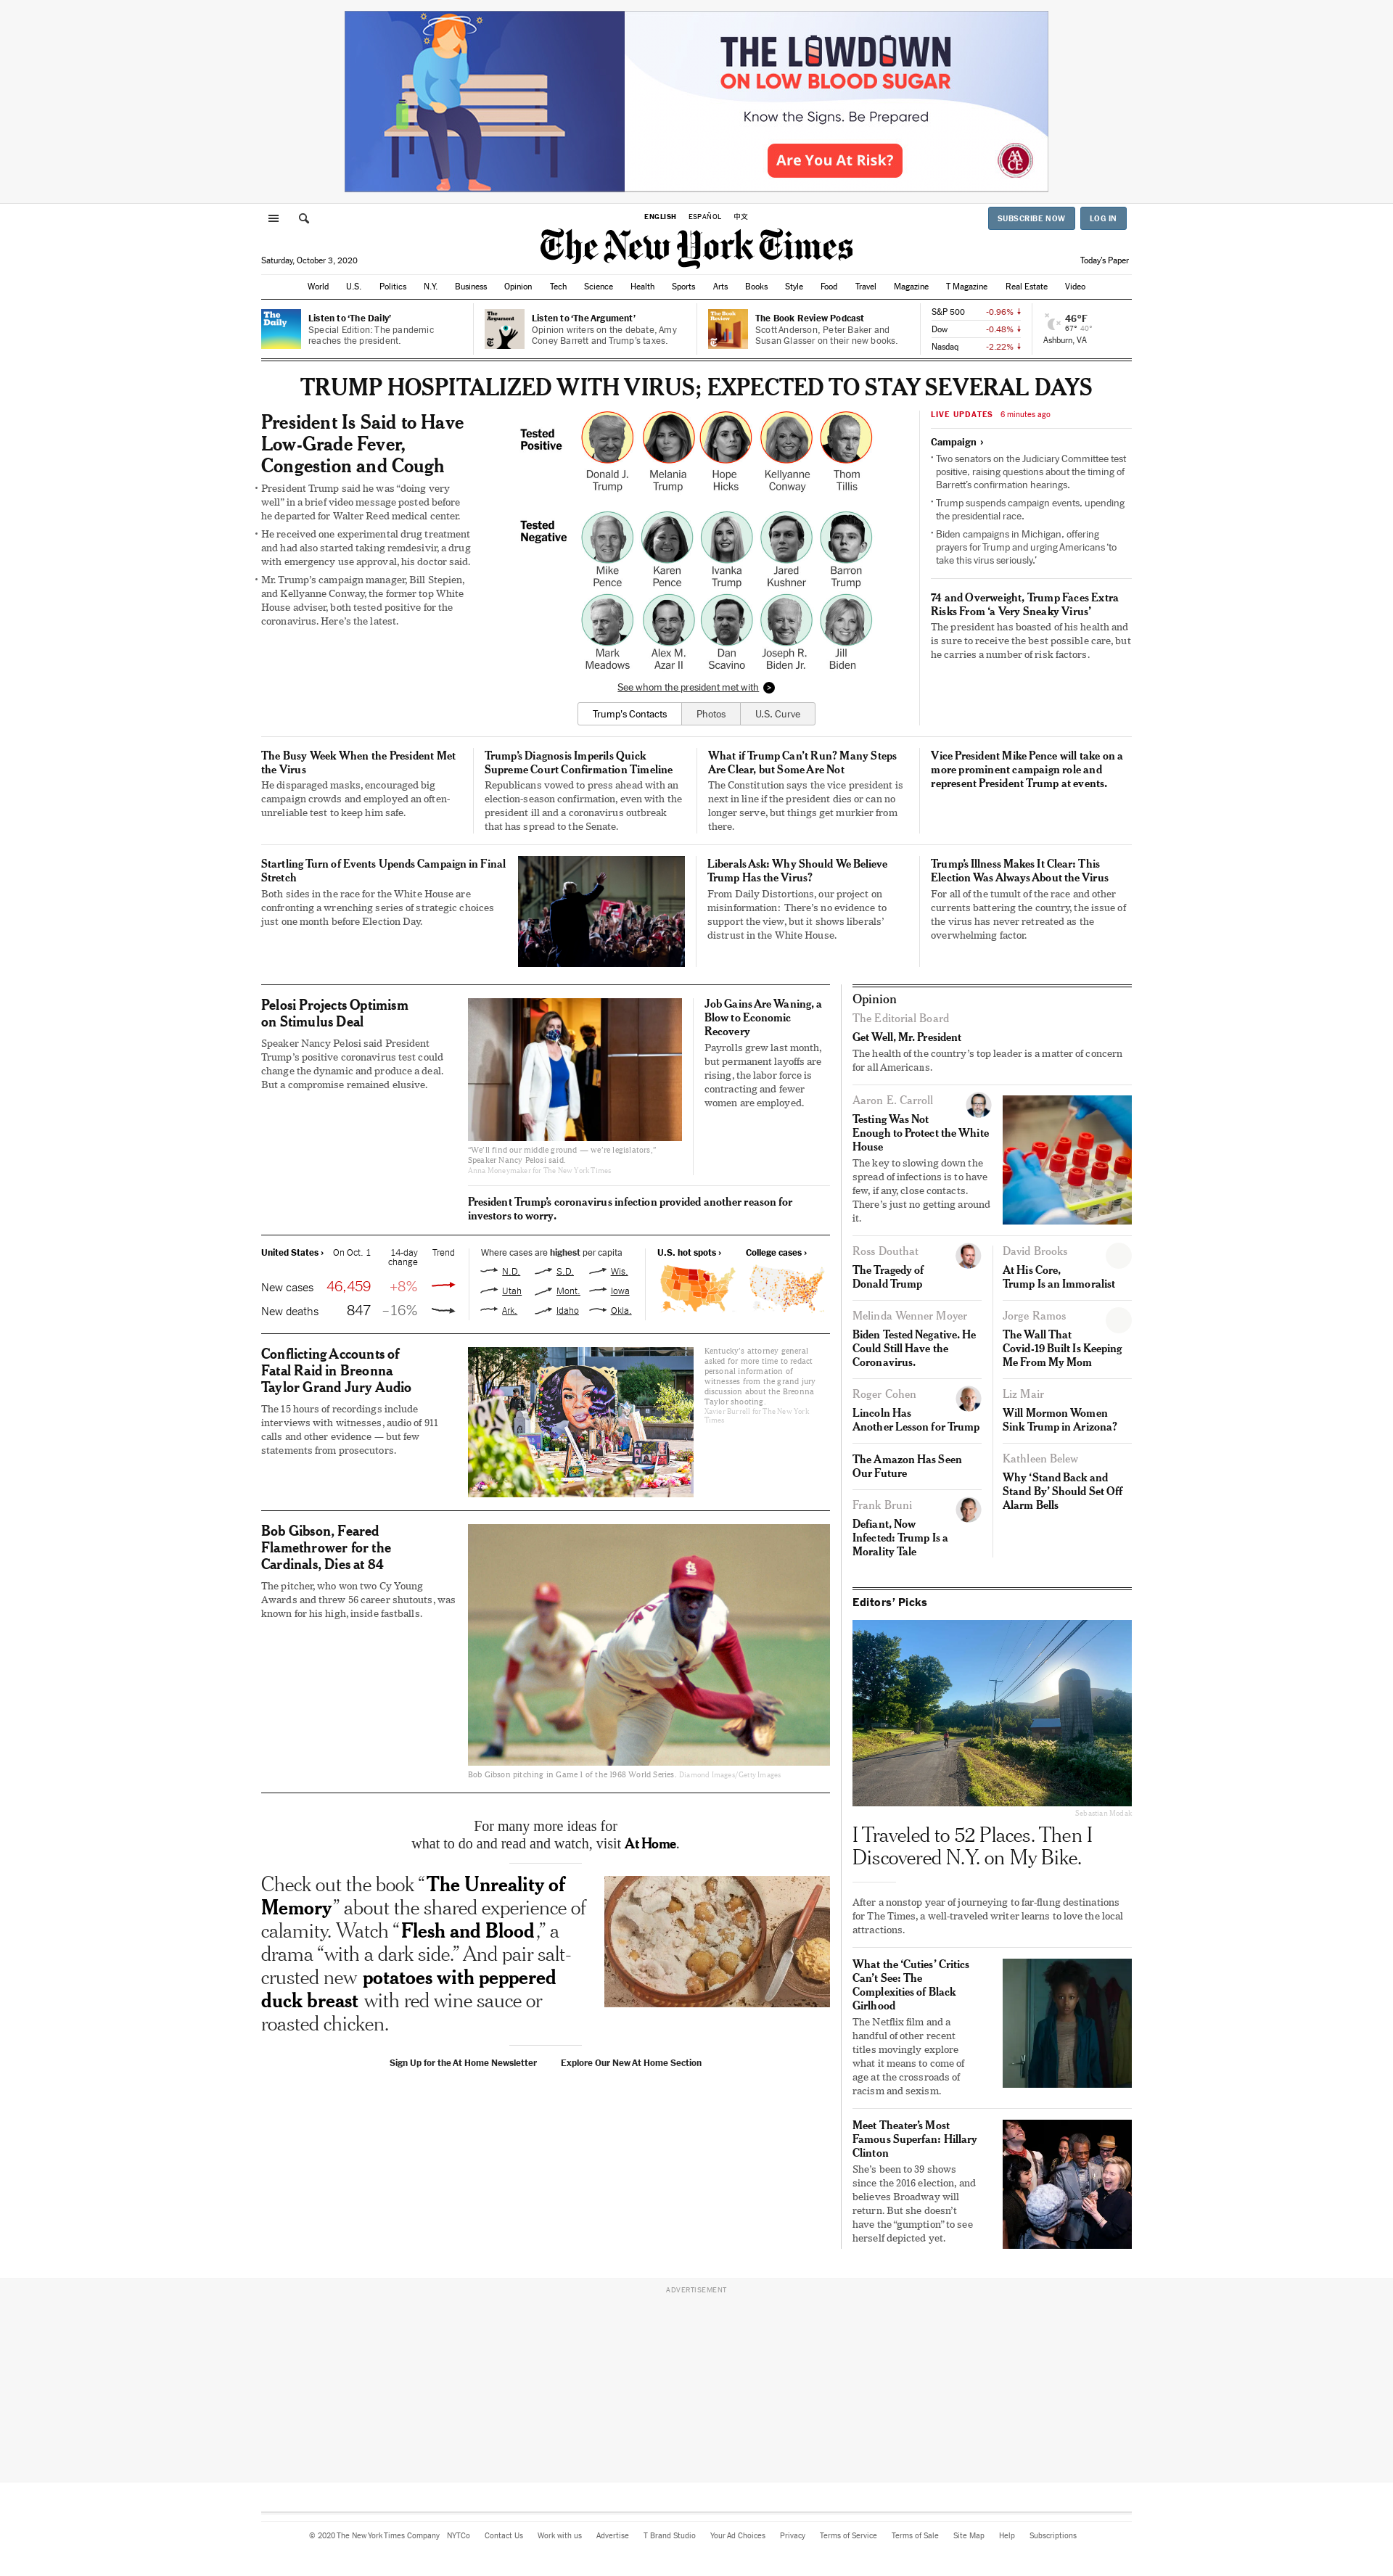 THE LOWDOWN
ON LOW BLOOD SUGAR
Know the Signs. Be Prepared
Are You At Risk?
AACE
ENGLISH
ESPAÑOL
中文
SUBSCRIBE NOW
LOG IN
The New York Times
Saturday, October 3, 2020
Today's Paper
World
U.S.
Politics
N.Y.
Business
Opinion
Tech
Science
Health
Sports
Arts
Books
Style
Food
Travel
Magazine
T Magazine
Real Estate
Video
The Daily
Listen to ‘The Daily’
Special Edition: The pandemic
reaches the president.
The Argument
Listen to ‘The Argument’
Opinion writers on the debate, Amy
Coney Barrett and Trump’s taxes.
The Book Review
The Book Review Podcast
Scott Anderson, Peter Baker and
Susan Glasser on their new books.
S&P 500 -0.96% ↓
Dow -0.48% ↓
Nasdaq -2.22% ↓
46°F
67° 40°
Ashburn, VA
TRUMP HOSPITALIZED WITH VIRUS; EXPECTED TO STAY SEVERAL DAYS
President Is Said to Have
Low-Grade Fever,
Congestion and Cough
• President Trump said he was “doing very
well” in a brief video message posted before
he departed for Walter Reed medical center.
• He received one experimental drug treatment
and had also started taking remdesivir, a drug
with emergency use approval, his doctor said.
• Mr. Trump’s campaign manager, Bill Stepien,
and Kellyanne Conway, the former top White
House adviser, both tested positive for the
coronavirus. Here’s the latest.
Tested
Positive
Donald J.
Trump
Melania
Trump
Hope
Hicks
Kellyanne
Conway
Thom
Tillis
Tested
Negative
Mike
Pence
Karen
Pence
Ivanka
Trump
Jared
Kushner
Barron
Trump
Mark
Meadows
Alex M.
Azar II
Dan
Scavino
Joseph R.
Biden Jr.
Jill
Biden
See whom the president met with >
Trump’s Contacts
Photos
U.S. Curve
LIVE UPDATES 6 minutes ago
Campaign ›
• Two senators on the Judiciary Committee test
positive, raising questions about the timing of
Barrett’s confirmation hearings.
• Trump suspends campaign events, upending
the presidential race.
• Biden campaigns in Michigan, offering
prayers for Trump and urging Americans ‘to
take this virus seriously.’
74 and Overweight, Trump Faces Extra
Risks From ‘a Very Sneaky Virus’
The president has boasted of his health and
is sure to receive the best possible care, but
he carries a number of risk factors.
The Busy Week When the President Met
the Virus
He disparaged masks, encouraged big
campaign crowds and employed an often-
unreliable test to keep him safe.
Trump’s Diagnosis Imperils Quick
Supreme Court Confirmation Timeline
Republicans vowed to press ahead with an
election-season confirmation, even with the
president ill and a coronavirus outbreak
that has spread to the Senate.
What if Trump Can’t Run? Many Steps
Are Clear, but Some Are Not
The Constitution says the vice president is
next in line if the president dies or can no
longer serve, but things get murkier from
there.
Vice President Mike Pence will take on a
more prominent campaign role and
represent President Trump at events.
Startling Turn of Events Upends Campaign in Final
Stretch
Both sides in the race for the White House are
confronting a wrenching series of strategic choices
just one month before Election Day.
Liberals Ask: Why Should We Believe
Trump Has the Virus?
From Daily Distortions, our project on
misinformation: There’s no evidence to
support the view, but it shows liberals’
distrust in the White House.
Trump’s Illness Makes It Clear: This
Election Was Always About the Virus
For all of the tumult of the race and other
currents battering the country, the issue of
the virus has never retreated as the
overwhelming factor.
Pelosi Projects Optimism
on Stimulus Deal
Speaker Nancy Pelosi said President
Trump’s positive coronavirus test could
change the dynamic and produce a deal.
But a compromise remained elusive.
“We’ll find our middle ground — we’re legislators,”
Speaker Nancy Pelosi said.
Anna Moneymaker for The New York Times
Job Gains Are Waning, a
Blow to Economic
Recovery
Payrolls grew last month,
but permanent layoffs are
rising, the labor force is
contracting and fewer
women are employed.
President Trump’s coronavirus infection provided another reason for
investors to worry.
United States ›
On Oct. 1
14-day
change
Trend
New cases 46,459 +8%
New deaths 847 –16%
Where cases are highest per capita
N.D.
S.D.
Wis.
Utah
Mont.
Iowa
Ark.
Idaho
Okla.
U.S. hot spots ›
College cases ›
Conflicting Accounts of
Fatal Raid in Breonna
Taylor Grand Jury Audio
The 15 hours of recordings include
interviews with witnesses, audio of 911
calls and other evidence — but few
statements from prosecutors.
Kentucky’s attorney general
asked for more time to redact
personal information of
witnesses from the grand jury
discussion about the Breonna
Taylor shooting.
Xavier Burrell for The New York
Times
Bob Gibson, Feared
Flamethrower for the
Cardinals, Dies at 84
The pitcher, who won two Cy Young
Awards and threw 56 career shutouts, was
known for his high, inside fastballs.
Bob Gibson pitching in Game 1 of the 1968 World Series. Diamond Images/Getty Images
For many more ideas for
what to do and read and watch, visit At Home.
Check out the book “The Unreality of
Memory” about the shared experience of
calamity. Watch “Flesh and Blood,” a
drama “with a dark side.” And pair salt-
crusted new potatoes with peppered
duck breast with red wine sauce or
roasted chicken.
Sign Up for the At Home Newsletter
Explore Our New At Home Section
Opinion
The Editorial Board
Get Well, Mr. President
The health of the country’s top leader is a matter of concern
for all Americans.
Aaron E. Carroll
Testing Was Not
Enough to Protect the White
House
The key to slowing down the
spread of infections is to have
few, if any, close contacts.
There’s just no getting around
it.
Ross Douthat
The Tragedy of
Donald Trump
Melinda Wenner Moyer
Biden Tested Negative. He
Could Still Have the
Coronavirus.
Roger Cohen
Lincoln Has
Another Lesson for Trump
The Amazon Has Seen
Our Future
Frank Bruni
Defiant, Now
Infected: Trump Is a
Morality Tale
David Brooks
At His Core,
Trump Is an Immoralist
Jorge Ramos
The Wall That
Covid-19 Built Is Keeping
Me From My Mom
Liz Mair
Will Mormon Women
Sink Trump in Arizona?
Kathleen Belew
Why ‘Stand Back and
Stand By’ Should Set Off
Alarm Bells
Editors’ Picks
Sebastian Modak
I Traveled to 52 Places. Then I
Discovered N.Y. on My Bike.
After a nonstop year of journeying to far-flung destinations
for The Times, a well-traveled writer learns to love the local
attractions.
What the ‘Cuties’ Critics
Can’t See: The
Complexities of Black
Girlhood
The Netflix film and a
handful of other recent
titles movingly explore
what it means to come of
age at the crossroads of
racism and sexism.
Meet Theater’s Most
Famous Superfan: Hillary
Clinton
She’s been to 39 shows
since the 2016 election, and
believes Broadway will
return. But she doesn’t
have the “gumption” to see
herself depicted yet.
ADVERTISEMENT
© 2020 The New York Times Company
NYTCo
Contact Us
Work with us
Advertise
T Brand Studio
Your Ad Choices
Privacy
Terms of Service
Terms of Sale
Site Map
Help
Subscriptions